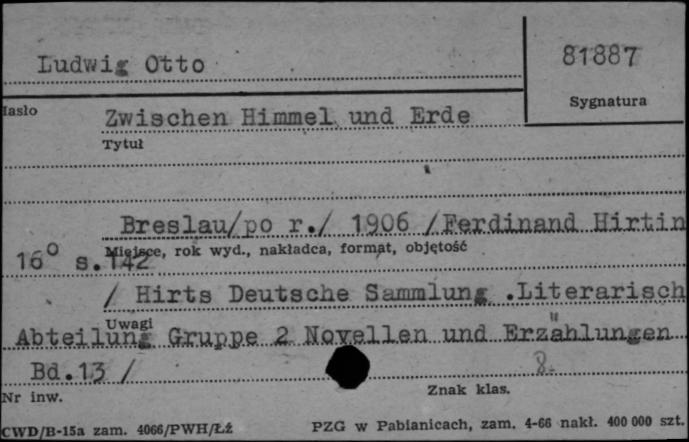 Ludwig Otto
81887
Sygnatura
Hasło
Zwischen Himmel und Erde
Tytuł
Breslau/po r./ 1906 /Ferdinand Hirtin
Miejsce, rok wyd., nakładca, format, objętość
16° s.142
/ Hirts Deutsche Sammlung .Literarisch
Uwagi
Abteilung Gruppe 2 Novellen und Erzählungen
Bd.13 /
8.
Nr inw.
Znak klas.
CWD/B-15a zam. 4066/PWH/Łź
PZG w Pabianicach, zam. 4-66 nakł. 400 000 szt.